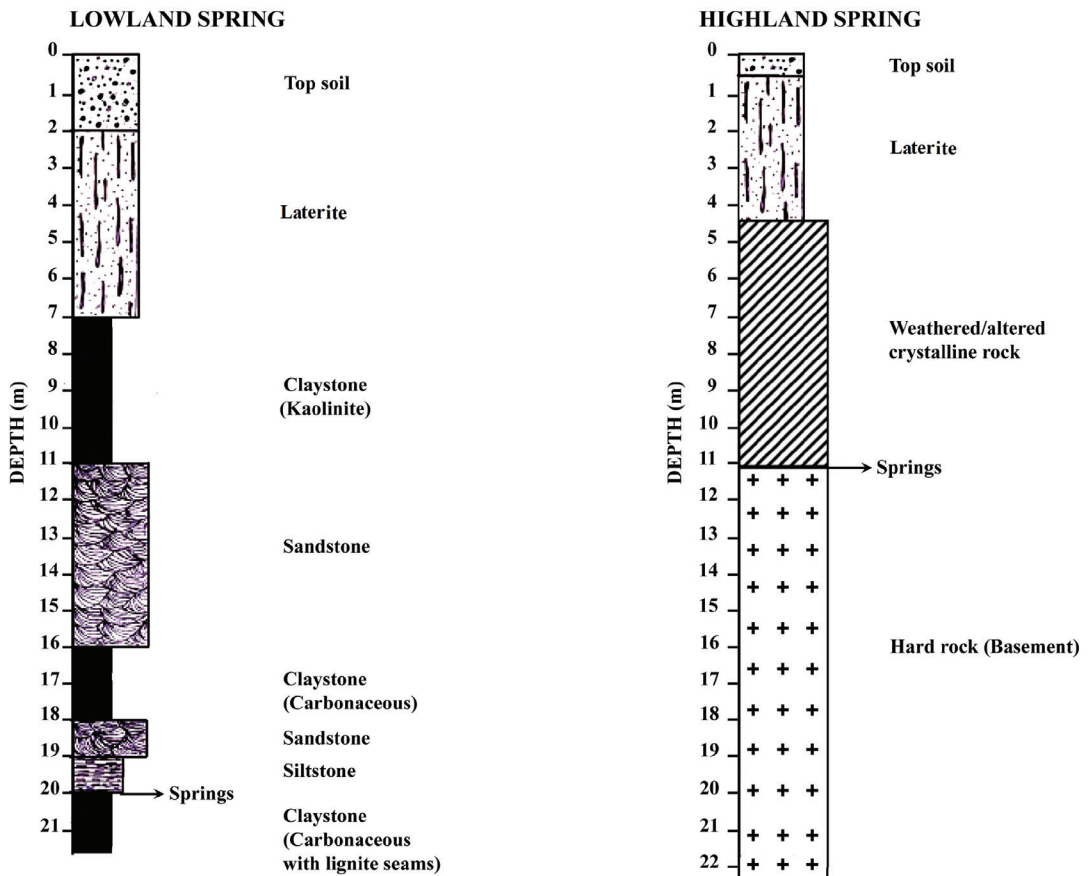 LOWLAND SPRING
0
1
2
3
4
5
6
7
8
9
10
11
12
13
14
15
16
17
18
19
20
21
DEPTH (m)
Top soil
Laterite
Claystone
(Kaolinite)
Sandstone
Claystone
(Carbonaceous)
Sandstone
Siltstone
Springs
Claystone
(Carbonaceous
with lignite seams)
HIGHLAND SPRING
0
1
2
3
4
5
6
7
8
9
10
11
12
13
14
15
16
17
18
19
20
21
22
DEPTH (m)
Top soil
Laterite
Weathered/altered
crystalline rock
Springs
Hard rock (Basement)